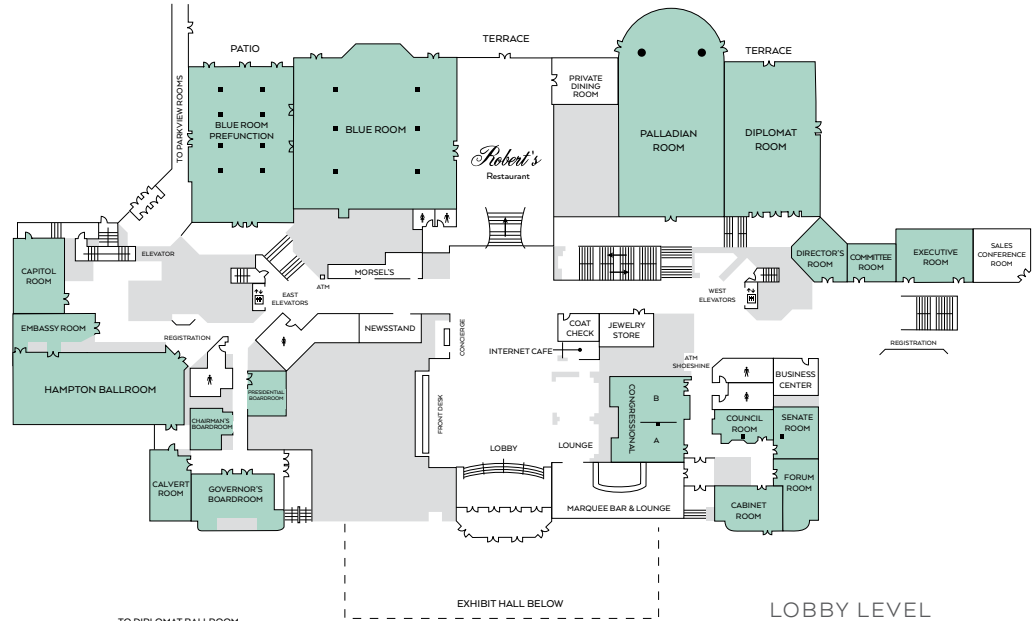 TERRACE
PATIO
TERRACE
TO PARKVIEW ROOMS
PRIVATE
DINING
ROOM
BLUE ROOM
PREFUNCTION
BLUE ROOM
PALLADIAN
ROOM
DIPLOMAT
ROOM
Robert's
Restaurant
ELEVATOR
CAPITOL
ROOM
MORSEL'S
ATM
EAST
ELEVATORS
WEST
ELEVATORS
DIRECTOR'S
ROOM
COMMITTEE
ROOM
EXECUTIVE
ROOM
SALES
CONFERENCE
ROOM
EMBASSY ROOM
REGISTRATION
NEWSSTAND
CONCIERGE
COAT
CHECK
JEWELRY
STORE
INTERNET CAFE
REGISTRATION
ATM
SHOESHINE
HAMPTON BALLROOM
PRESIDENTIAL
BOARDROOM
BUSINESS
CENTER
CHAIRMAN'S
BOARDROOM
FRONT DESK
CONGRESSIONAL
B
A
COUNCIL
ROOM
SENATE
ROOM
LOBBY
LOUNGE
CALVERT
ROOM
GOVERNOR'S
BOARDROOM
FORUM
ROOM
CABINET
ROOM
MARQUEE BAR & LOUNGE
EXHIBIT HALL BELOW
LOBBY LEVEL
TO DIPLOMAT BALLROOM